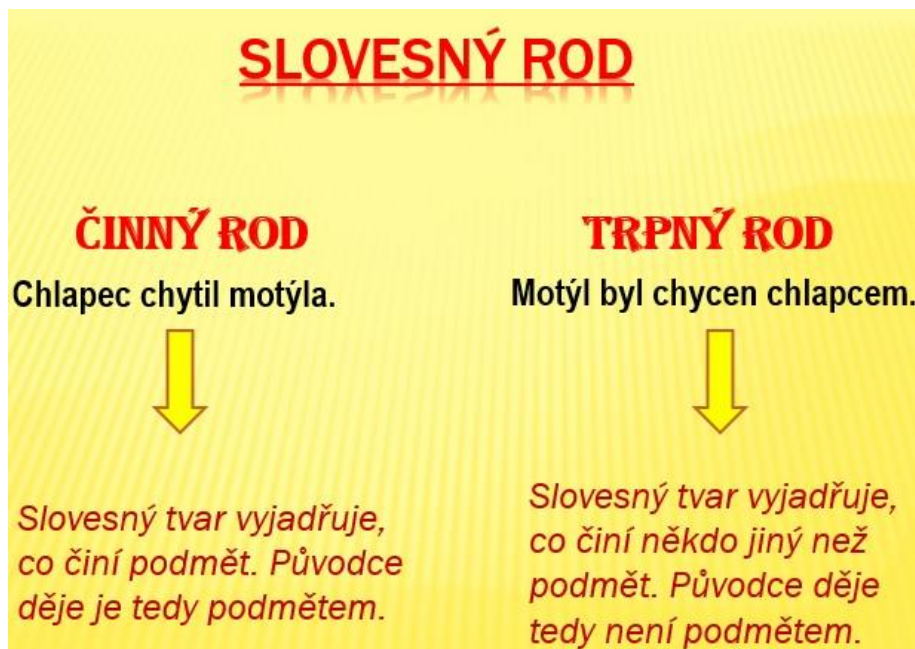 SLOVESNÝ ROD
ČINNÝ ROD
Chlapec chytil motýla.
Slovesný tvar vyjadřuje,
co činí podmět. Původce
děje je tedy podmětem.
TRPNÝ ROD
Motýl byl chycen chlapcem.
Slovesný tvar vyjadřuje,
co činí někdo jiný než
podmět. Původce děje
tedy není podmětem.